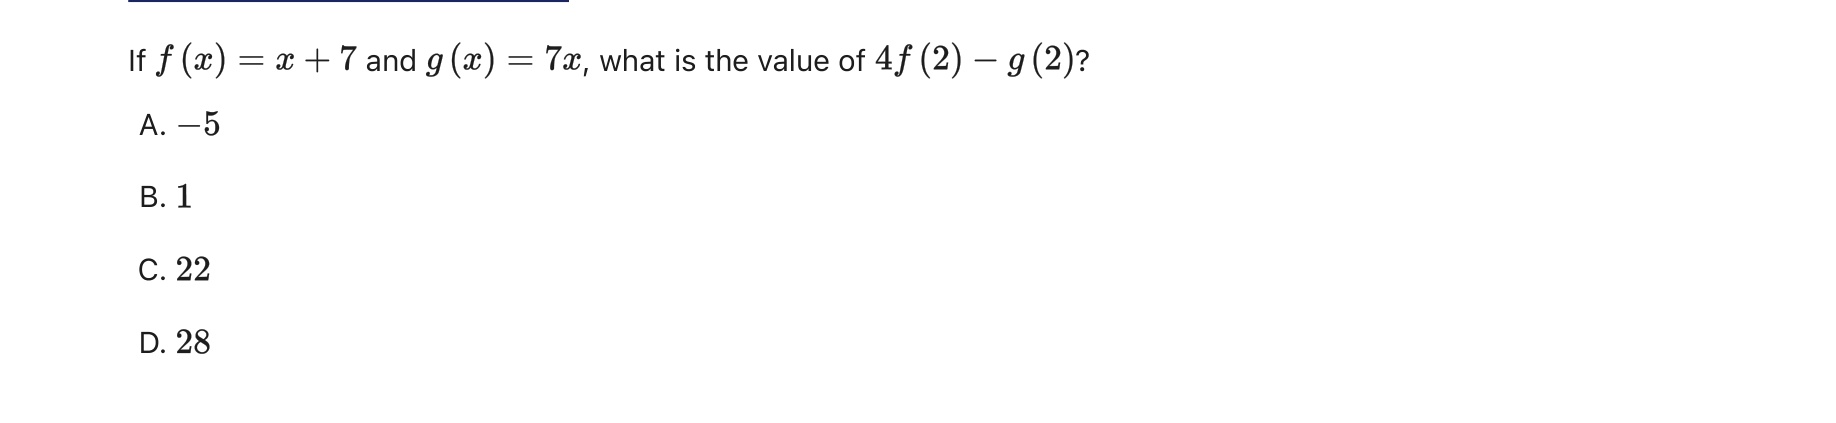 If f(x) = x + 7 and g(x) = 7x, what is the value of 4f(2) − g(2)?
A. −5
B. 1
C. 22
D. 28